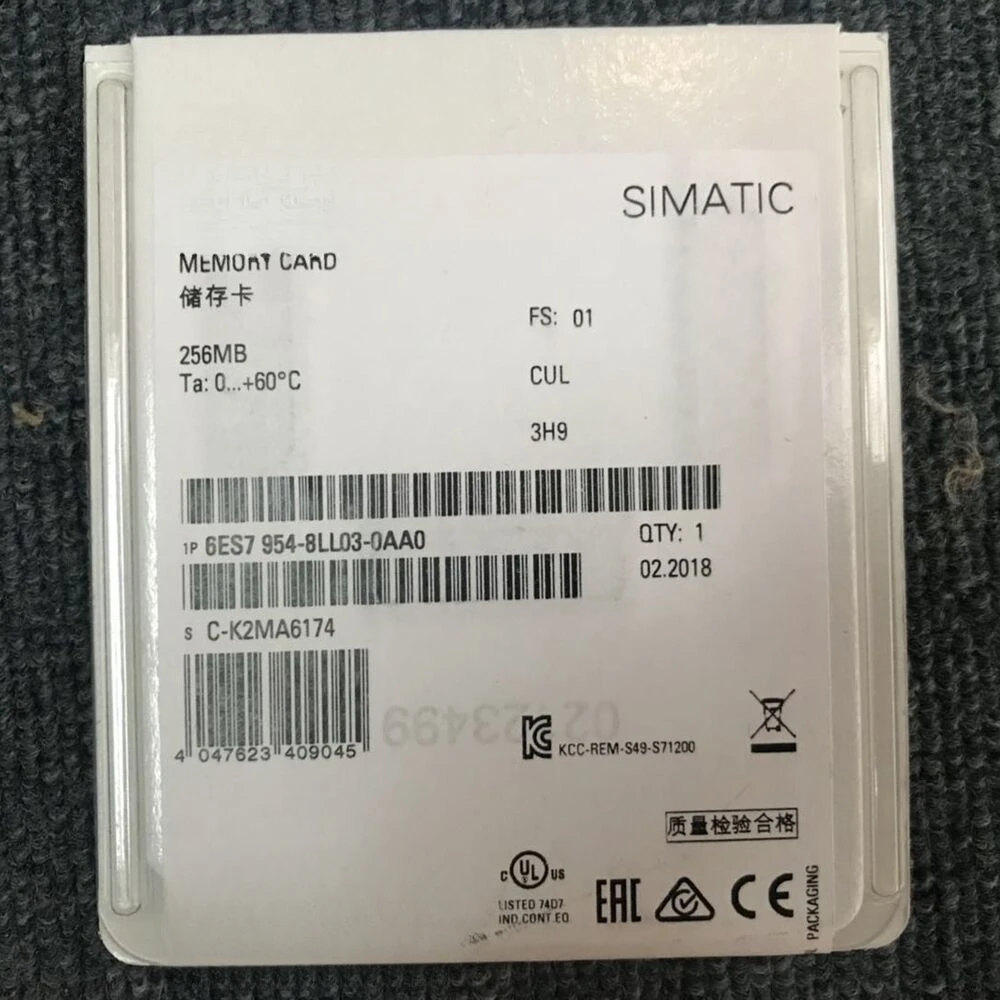 SIMATIC
MEMORY CARD
储存卡
256MB
Ta: 0...+60°C
FS: 01
CUL
3H9
1P 6ES7 954-8LL03-0AA0
QTY: 1
02.2018
S C-K2MA6174
4 047623 409045
KCC-REM-S49-S71200
质量检验合格
C UL US
LISTED 74D7
IND.CONT.EQ
EAC
CE
PACKAGING